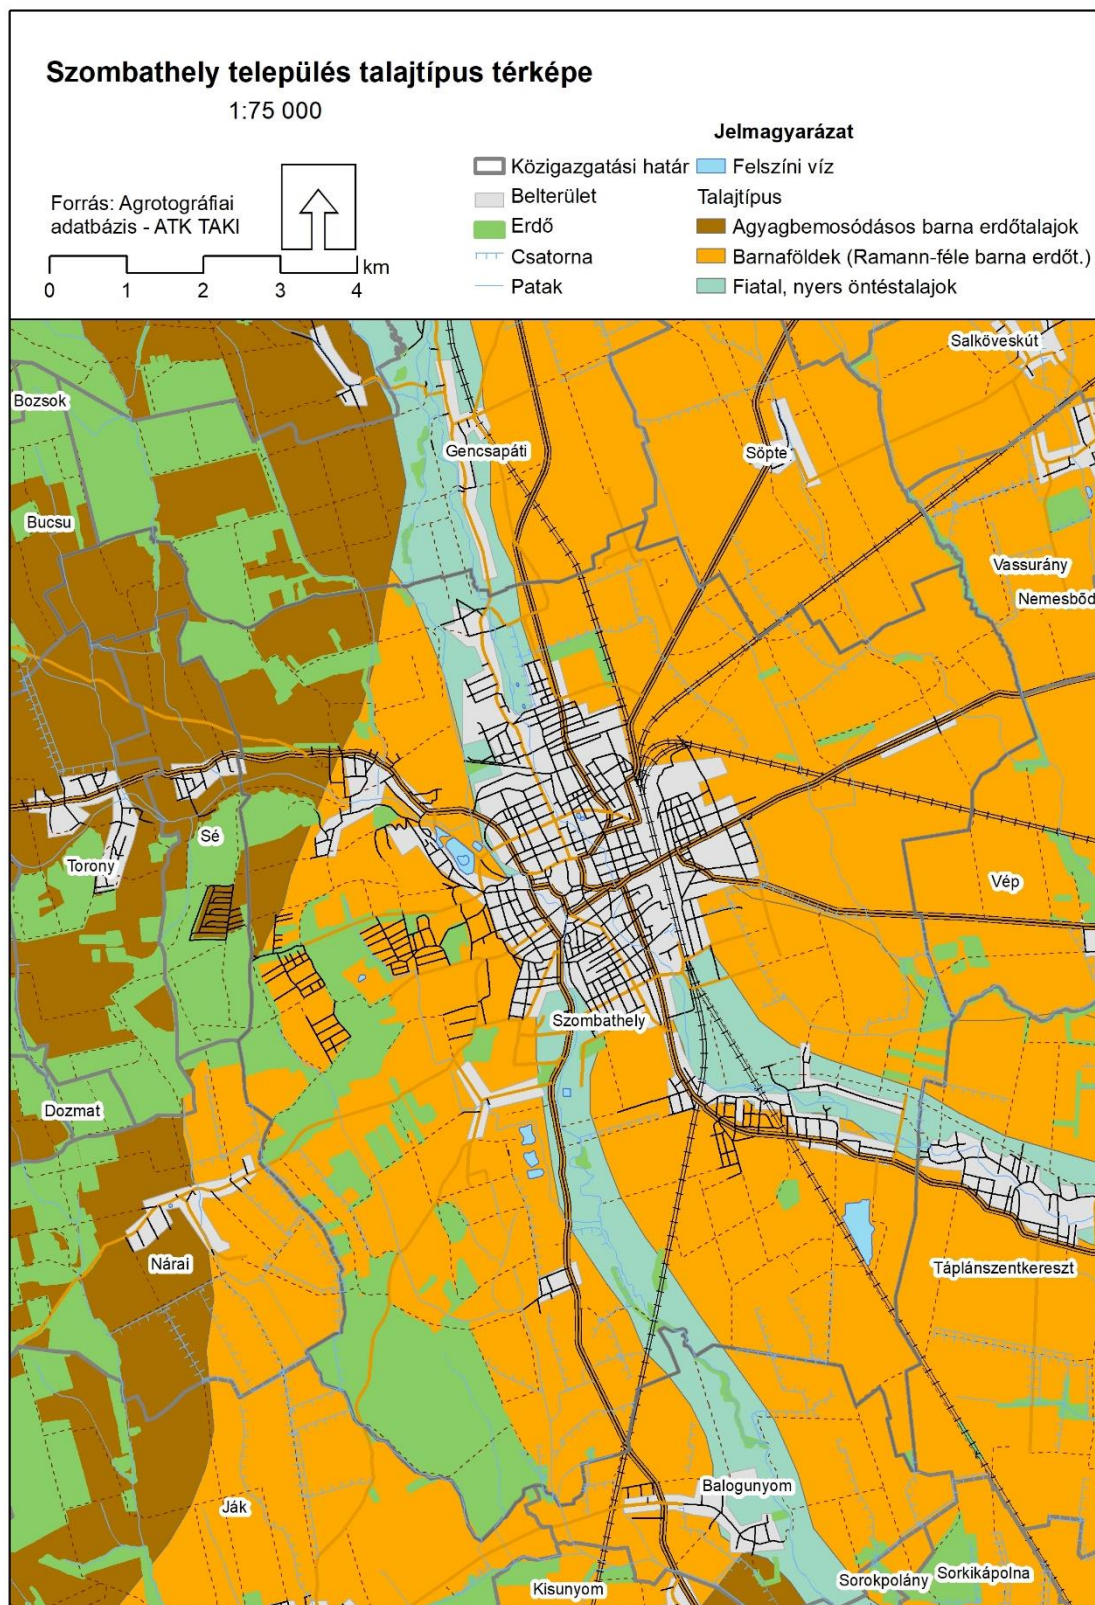 Szombathely település talajtípus térképe
1:75 000
Forrás: Agrotográfiai
adatbázis - ATK TAKI
km
0 1 2 3 4
Jelmagyarázat
Közigazgatási határ
Belterület
Erdő
Csatorna
Patak
Felszíni víz
Talajtípus
Agyagbemosódásos barna erdőtalajok
Barnaföldek (Ramann-féle barna erdőt.)
Fiatal, nyers öntéstalajok
Salköveskút
Bozsok
Gencsapáti
Söpte
Bucsu
Vassurány
Nemesbőd
Sé
Torony
Vép
Szombathely
Dozmat
Nárai
Táplánszentkereszt
Balogunyom
Ják
Kisunyom
Sorokpolány
Sorkikápolna